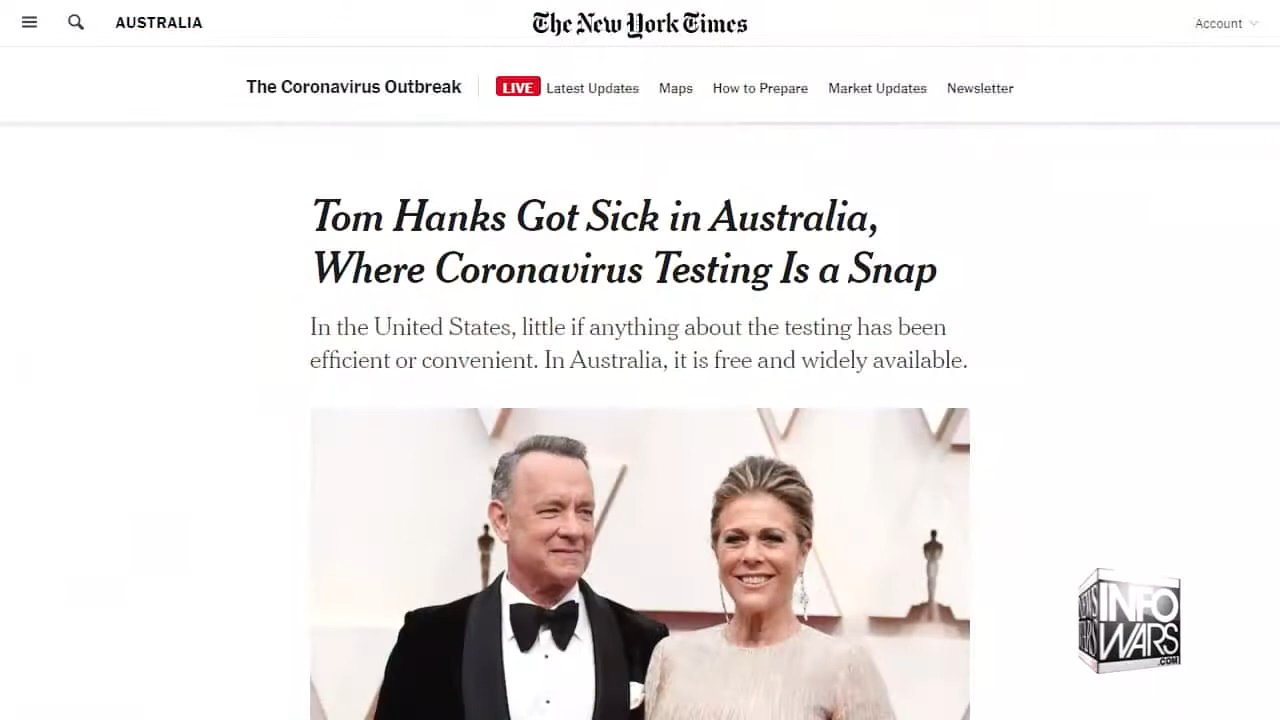 AUSTRALIA
The New York Times
Account
The Coronavirus Outbreak
LIVE Latest Updates
Maps
How to Prepare
Market Updates
Newsletter
Tom Hanks Got Sick in Australia,
Where Coronavirus Testing Is a Snap
In the United States, little if anything about the testing has been
efficient or convenient. In Australia, it is free and widely available.
INFO
WARS
.COM